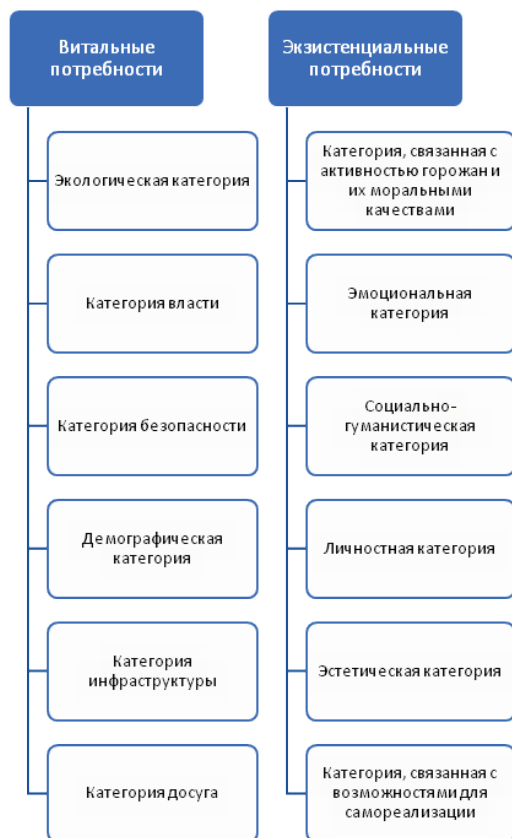 Витальные
потребности
Экологическая категория
Категория власти
Категория безопасности
Демографическая
категория
Категория
инфраструктуры
Категория досуга
Экзистенциальные
потребности
Категория, связанная с
активностью горожан и
их моральными
качествами
Эмоциональная
категория
Социально-
гуманистическая
категория
Личностная категория
Эстетическая категория
Категория, связанная с
возможностями для
самореализации